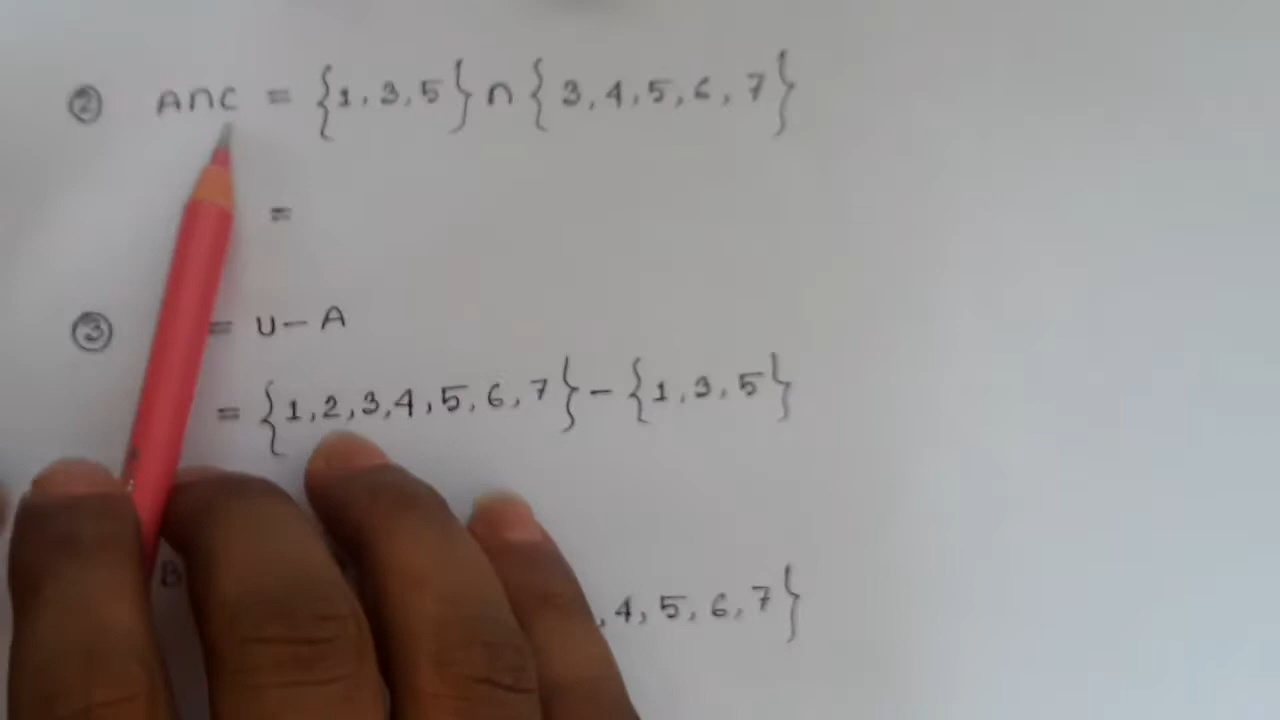 ② A∩C = {1, 3, 5} ∩ {3, 4, 5, 6, 7}
=
③ = U – A
= {1, 2, 3, 4, 5, 6, 7} – {1, 3, 5}
B , 4, 5, 6, 7}